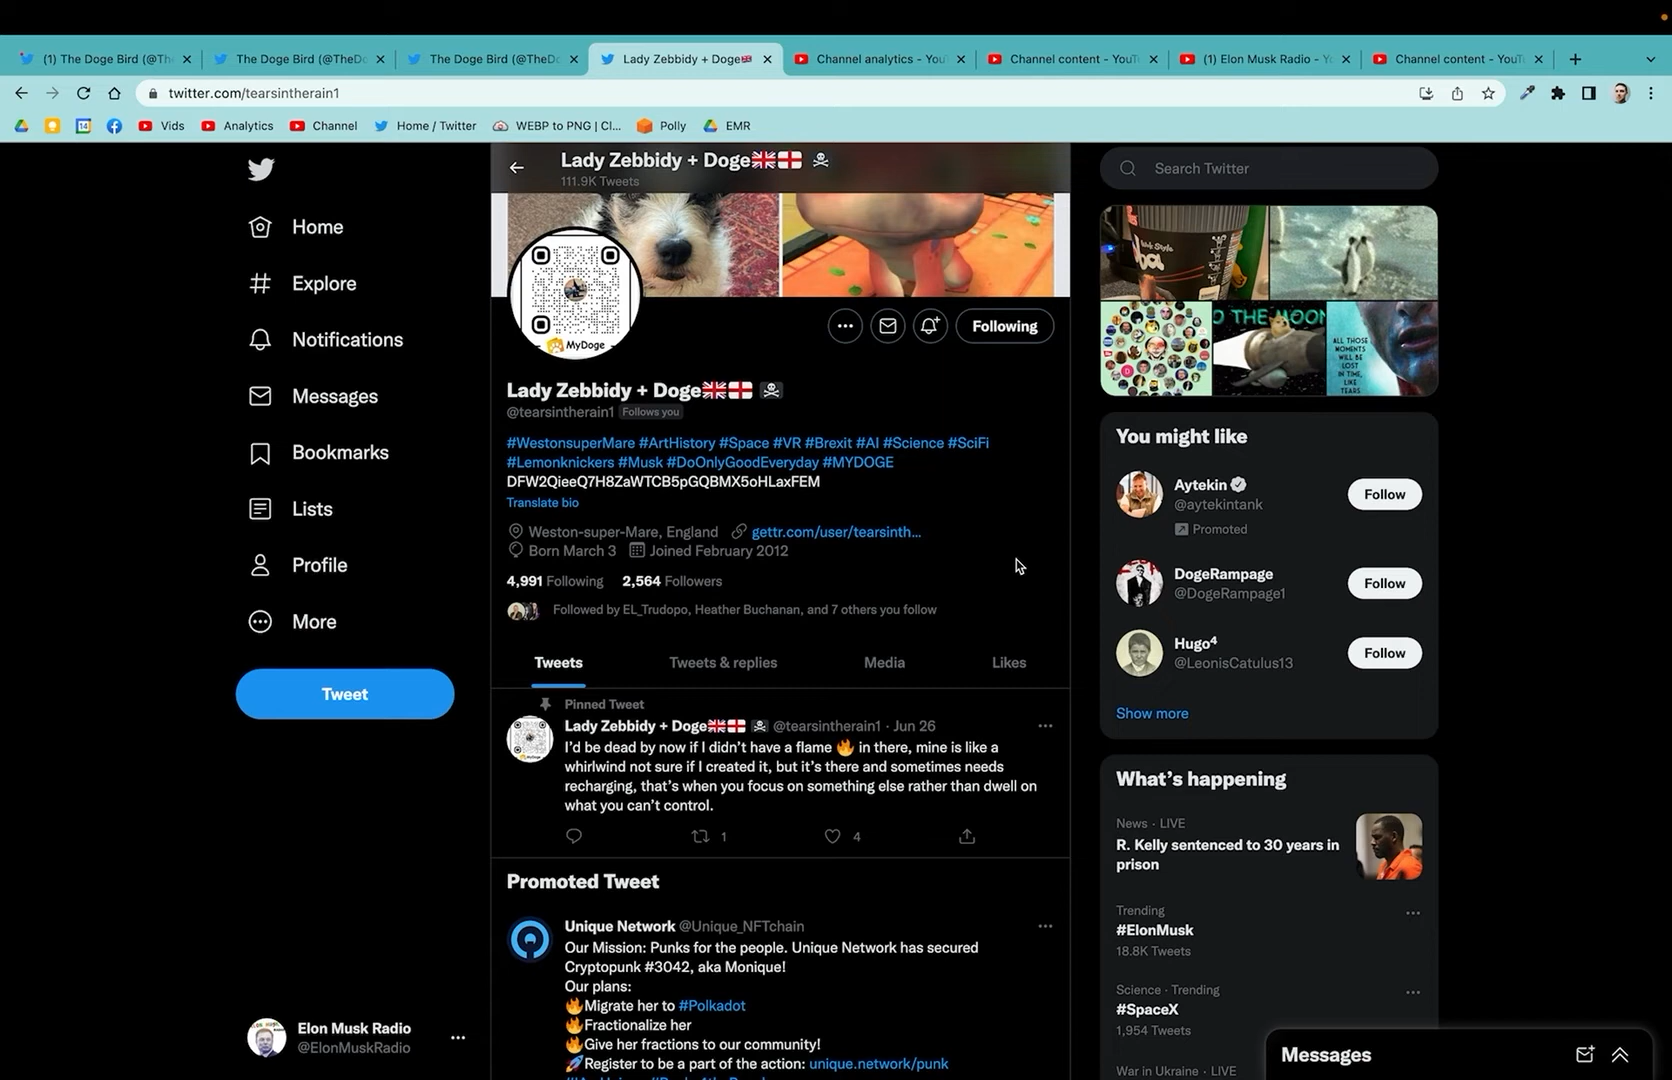 (1) The Doge Bird (@Th
The Doge Bird (@TheDo
The Doge Bird (@TheDo
Lady Zebbidy + Doge🇬🇧
Channel analytics - You
Channel content - YouT
(1) Elon Musk Radio - Yo
Channel content - YouT
twitter.com/tearsintherain1
Vids
Analytics
Channel
Home / Twitter
WEBP to PNG | Cl...
Polly
EMR
Home
Explore
Notifications
Messages
Bookmarks
Lists
Profile
More
Tweet
Elon Musk Radio
@ElonMuskRadio
Lady Zebbidy + Doge🇬🇧🏴󠁧󠁢󠁥󠁮󠁧󠁿 ☠
111.9K Tweets
MyDoge
Following
Lady Zebbidy + Doge🇬🇧🏴󠁧󠁢󠁥󠁮󠁧󠁿 ☠
@tearsintherain1 Follows you
#WestonsuperMare #ArtHistory #Space #VR #Brexit #AI #Science #SciFi
#Lemonknickers #Musk #DoOnlyGoodEveryday #MYDOGE
DFW2QieeQ7H8ZaWTCB5pGQBMX5oHLaxFEM
Translate bio
Weston-super-Mare, England gettr.com/user/tearsinth...
Born March 3 Joined February 2012
4,991 Following 2,564 Followers
Followed by EL_Trudopo, Heather Buchanan, and 7 others you follow
Tweets Tweets & replies Media Likes
Pinned Tweet
Lady Zebbidy + Doge🇬🇧🏴󠁧󠁢󠁥󠁮󠁧󠁿 ☠ @tearsintherain1 · Jun 26
I'd be dead by now if I didn't have a flame 🔥 in there, mine is like a
whirlwind not sure if I created it, but it's there and sometimes needs
recharging, that's when you focus on something else rather than dwell on
what you can't control.
1
4
Promoted Tweet
Unique Network @Unique_NFTchain
Our Mission: Punks for the people. Unique Network has secured
Cryptopunk #3042, aka Monique!
Our plans:
🔥Migrate her to #Polkadot
🔥Fractionalize her
🔥Give her fractions to our community!
🚀Register to be a part of the action: unique.network/punk
Search Twitter
O THE MOON
ALL THOSE
MOMENTS
WILL BE
LOST IN
TIME,
LIKE
TEARS
You might like
Aytekin
@aytekintank
Promoted
Follow
DogeRampage
@DogeRampage1
Follow
Hugo⁴
@LeonisCatulus13
Follow
Show more
What's happening
News · LIVE
R. Kelly sentenced to 30 years in
prison
Trending
#ElonMusk
18.8K Tweets
Science · Trending
#SpaceX
1,954 Tweets
War in Ukraine · LIVE
Messages